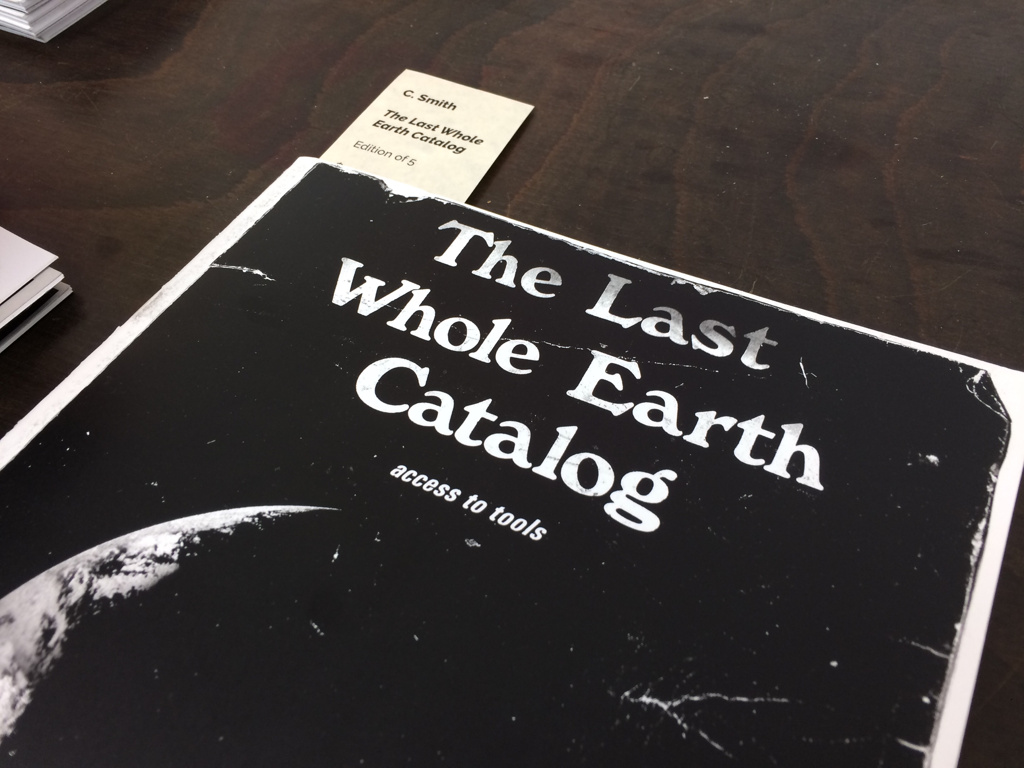 C. Smith
The Last Whole
Earth Catalog
Edition of 5
The Last
Whole Earth
Catalog
access to tools